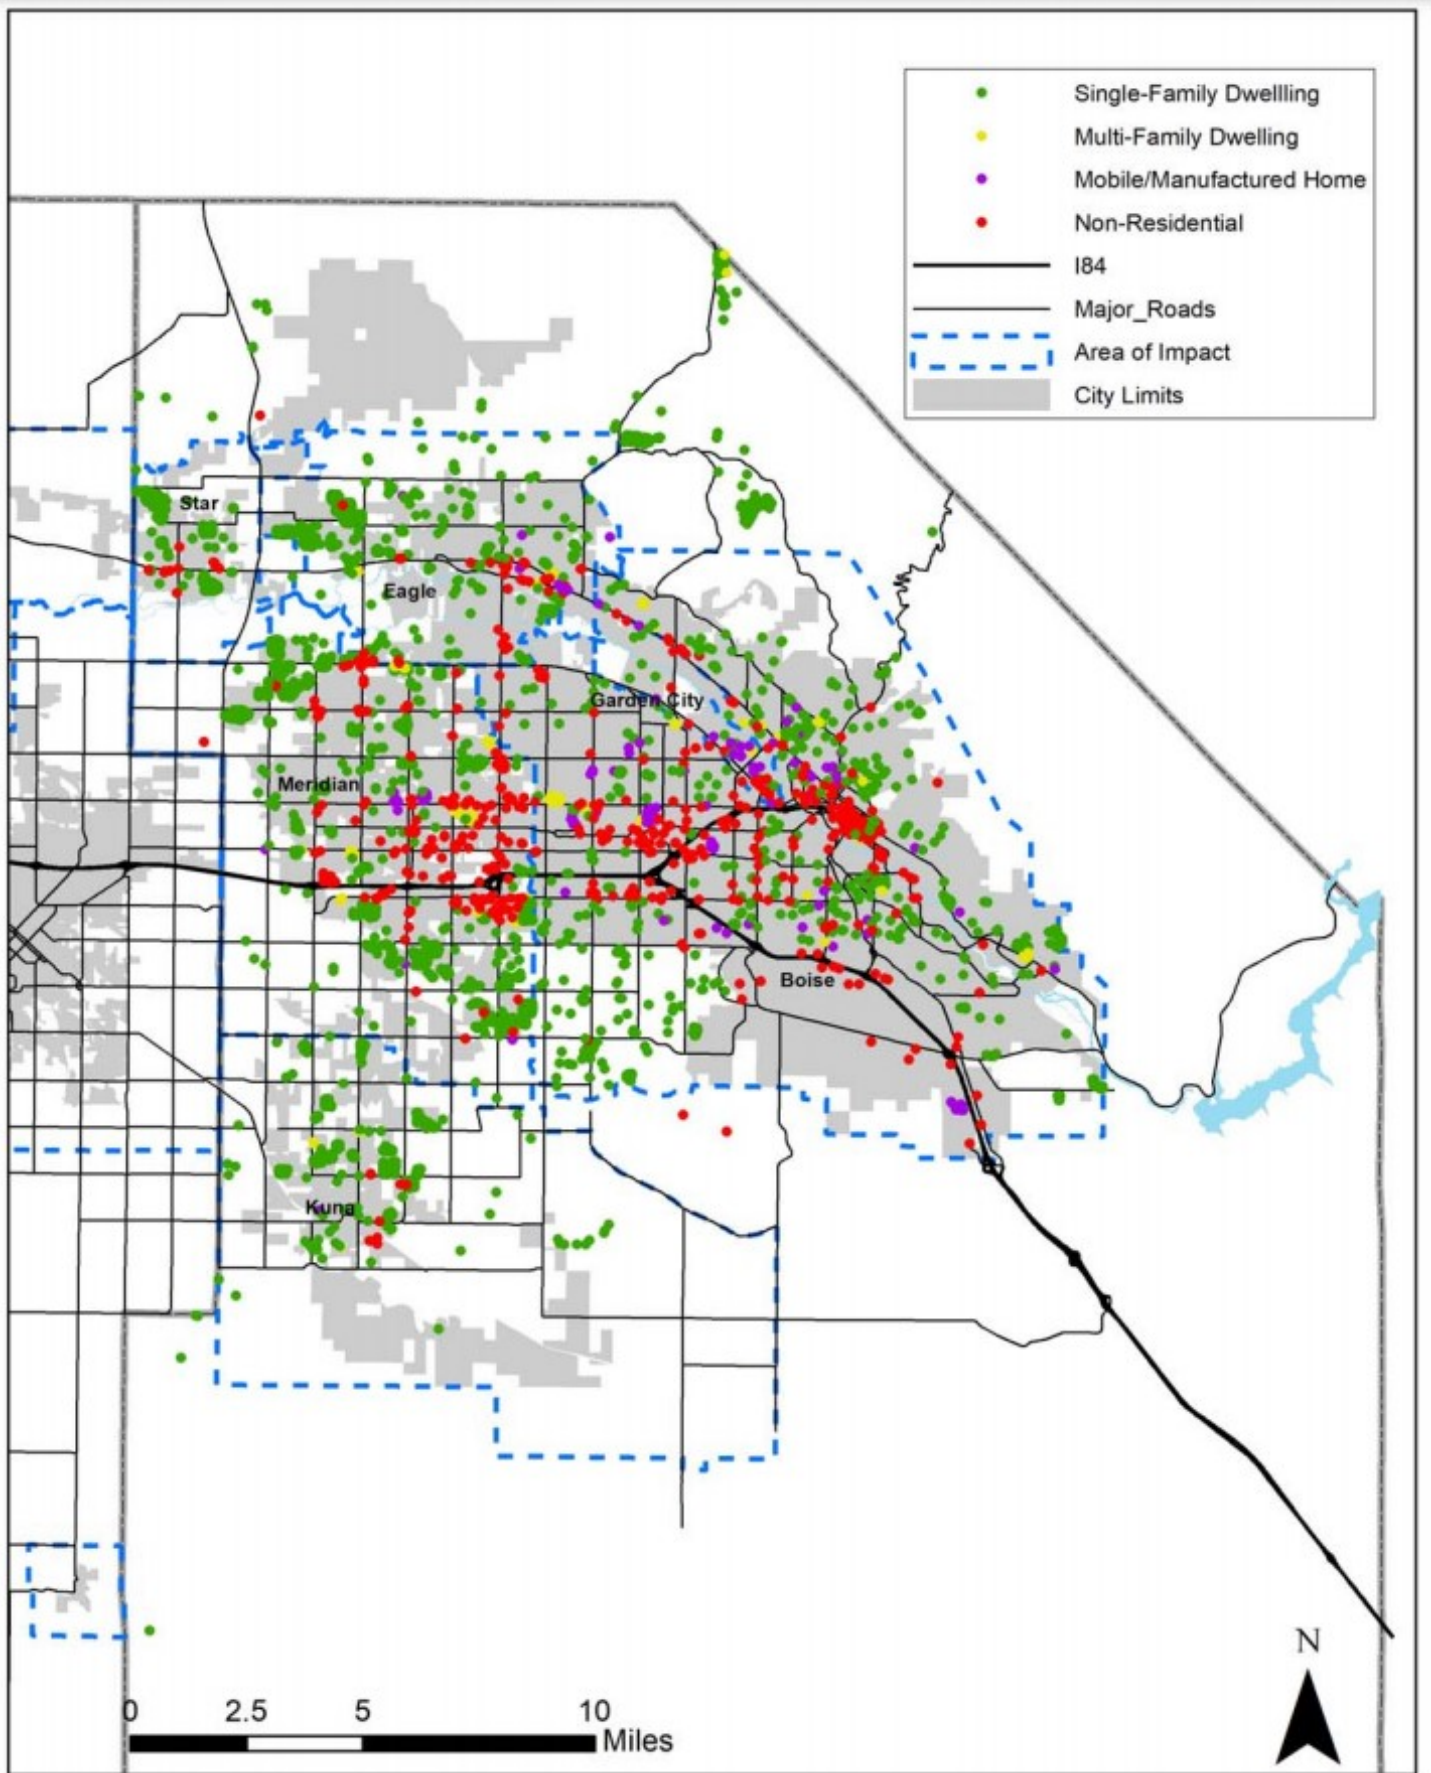 Single-Family Dwellling
Multi-Family Dwelling
Mobile/Manufactured Home
Non-Residential
I84
Major_Roads
Area of Impact
City Limits
Star
Eagle
Garden City
Meridian
Boise
Kuna
N
0 2.5 5 10
Miles